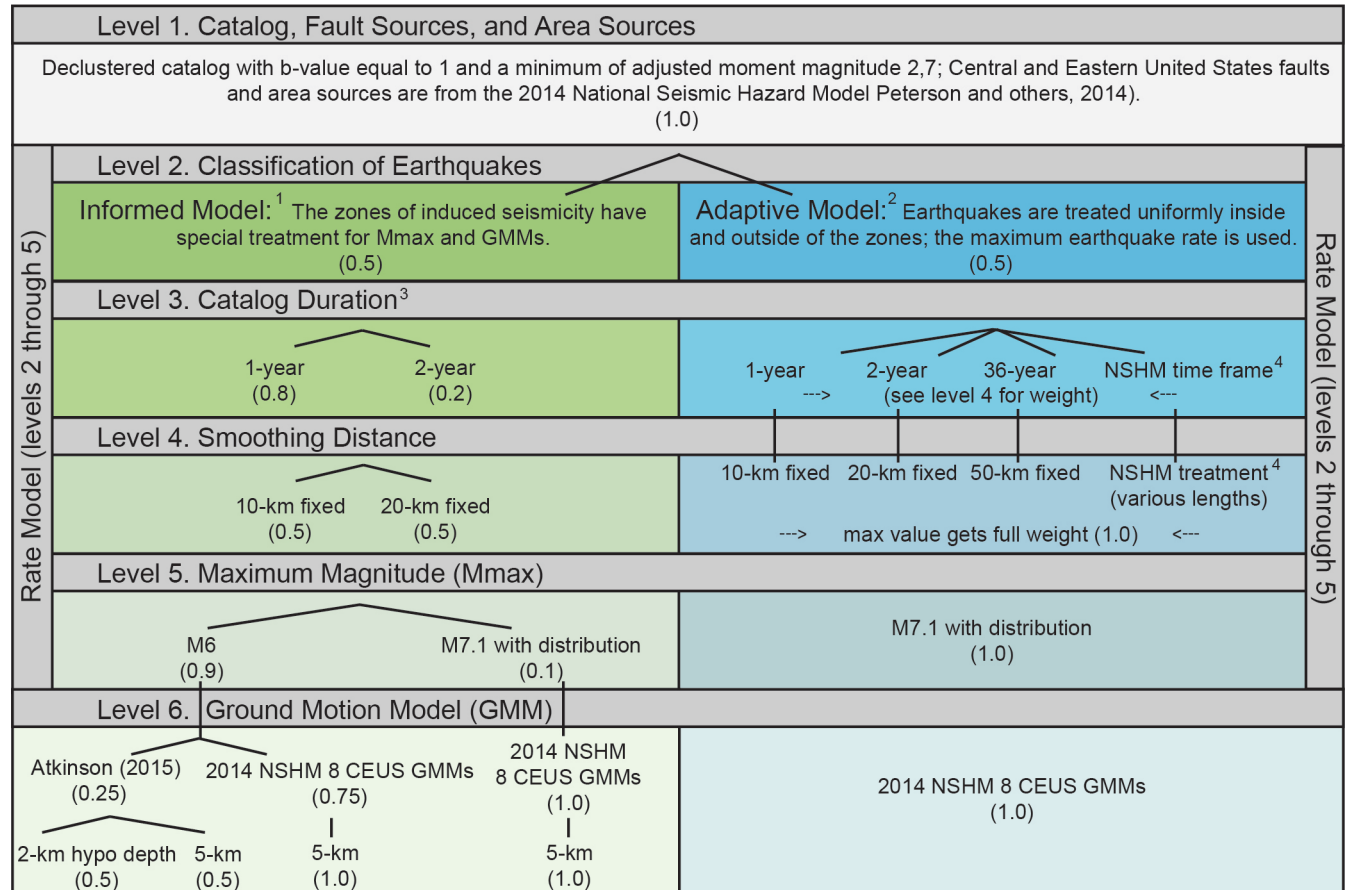 Level 1. Catalog, Fault Sources, and Area Sources
Declustered catalog with b-value equal to 1 and a minimum of adjusted moment magnitude 2,7; Central and Eastern United States faults
and area sources are from the 2014 National Seismic Hazard Model Peterson and others, 2014).
(1.0)
Rate Model (levels 2 through 5)
Level 2. Classification of Earthquakes
Informed Model:1 The zones of induced seismicity have
special treatment for Mmax and GMMs.
(0.5)
Adaptive Model:2 Earthquakes are treated uniformly inside
and outside of the zones; the maximum earthquake rate is used.
(0.5)
Rate Model (levels 2 through 5)
Level 3. Catalog Duration3
1-year
(0.8)
2-year
(0.2)
1-year 2-year 36-year NSHM time frame4
---> (see level 4 for weight) <---
Level 4. Smoothing Distance
10-km fixed
(0.5)
20-km fixed
(0.5)
10-km fixed 20-km fixed 50-km fixed NSHM treatment4
(various lengths)
---> max value gets full weight (1.0) <---
Level 5. Maximum Magnitude (Mmax)
M6
(0.9)
M7.1 with distribution
(0.1)
M7.1 with distribution
(1.0)
Level 6. Ground Motion Model (GMM)
Atkinson (2015)
(0.25)
2014 NSHM 8 CEUS GMMs
(0.75)
2014 NSHM
8 CEUS GMMs
(1.0)
2014 NSHM 8 CEUS GMMs
(1.0)
2-km hypo depth
(0.5)
5-km
(0.5)
5-km
(1.0)
5-km
(1.0)